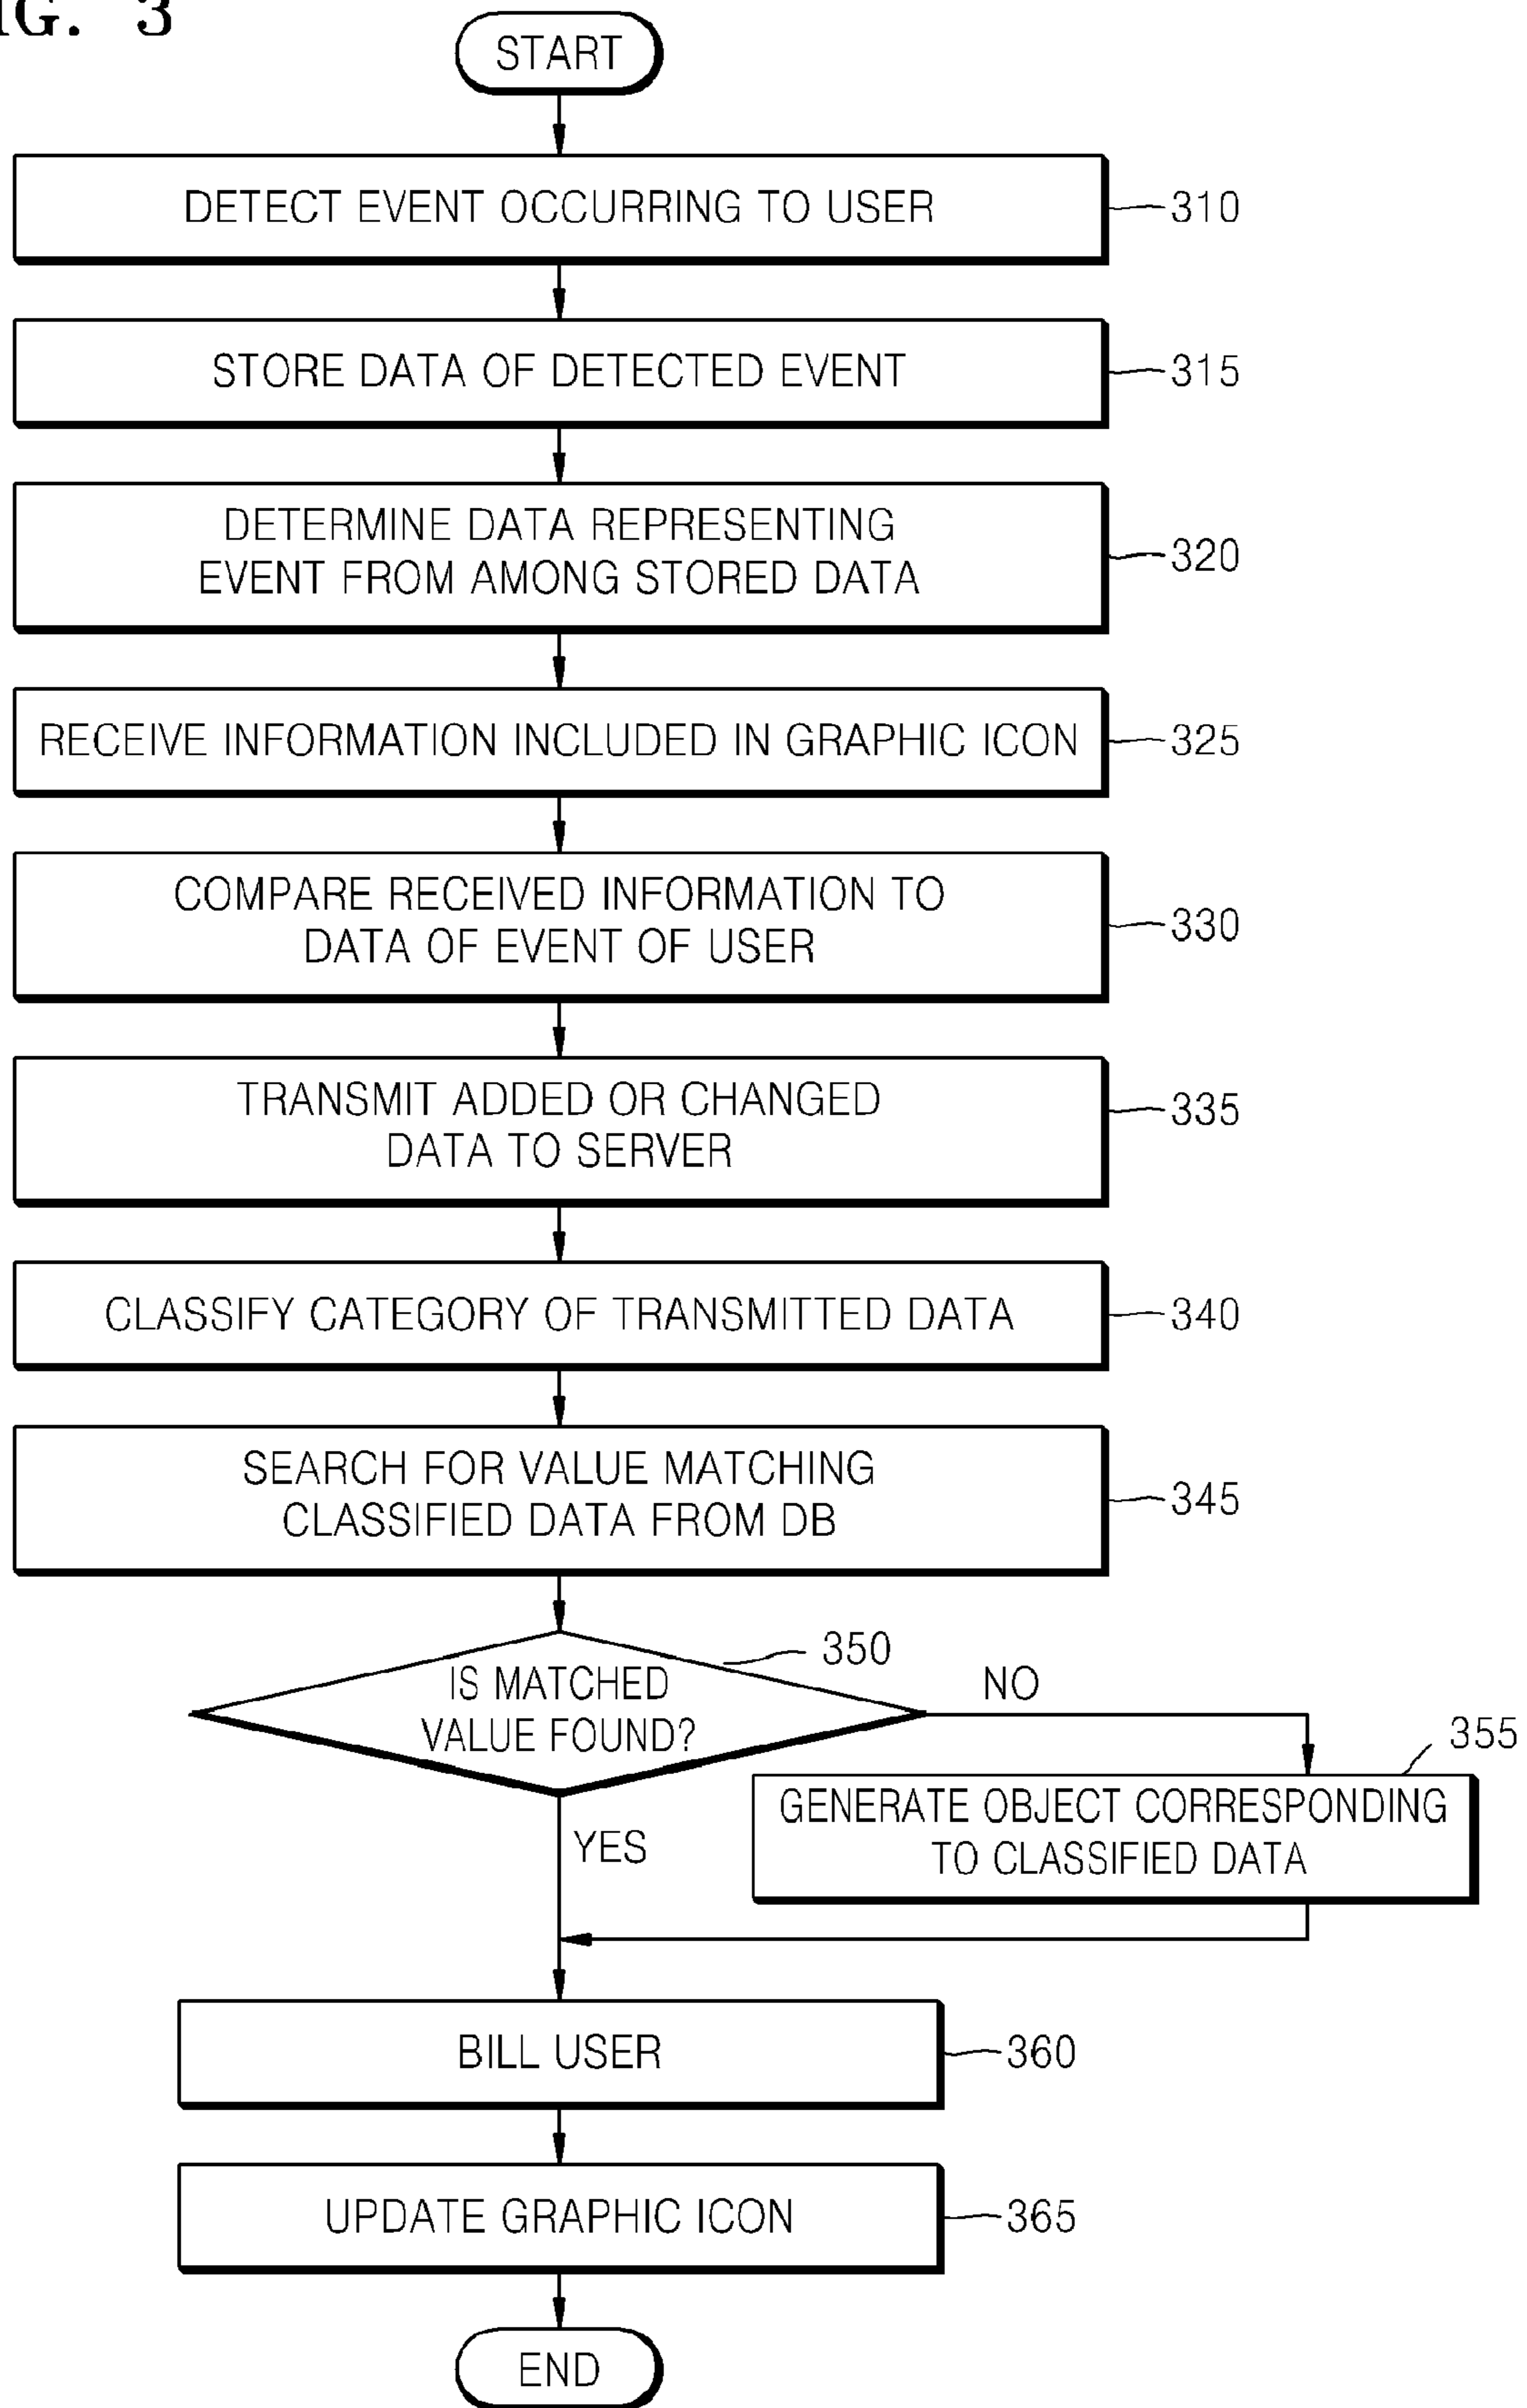 IG. 3
START
DETECT EVENT OCCURRING TO USER
310
STORE DATA OF DETECTED EVENT
315
DETERMINE DATA REPRESENTING
EVENT FROM AMONG STORED DATA
320
RECEIVE INFORMATION INCLUDED IN GRAPHIC ICON
325
COMPARE RECEIVED INFORMATION TO
DATA OF EVENT OF USER
330
TRANSMIT ADDED OR CHANGED
DATA TO SERVER
335
CLASSIFY CATEGORY OF TRANSMITTED DATA
340
SEARCH FOR VALUE MATCHING
CLASSIFIED DATA FROM DB
345
350
IS MATCHED
VALUE FOUND?
NO
355
GENERATE OBJECT CORRESPONDING
TO CLASSIFIED DATA
YES
BILL USER
360
UPDATE GRAPHIC ICON
365
END